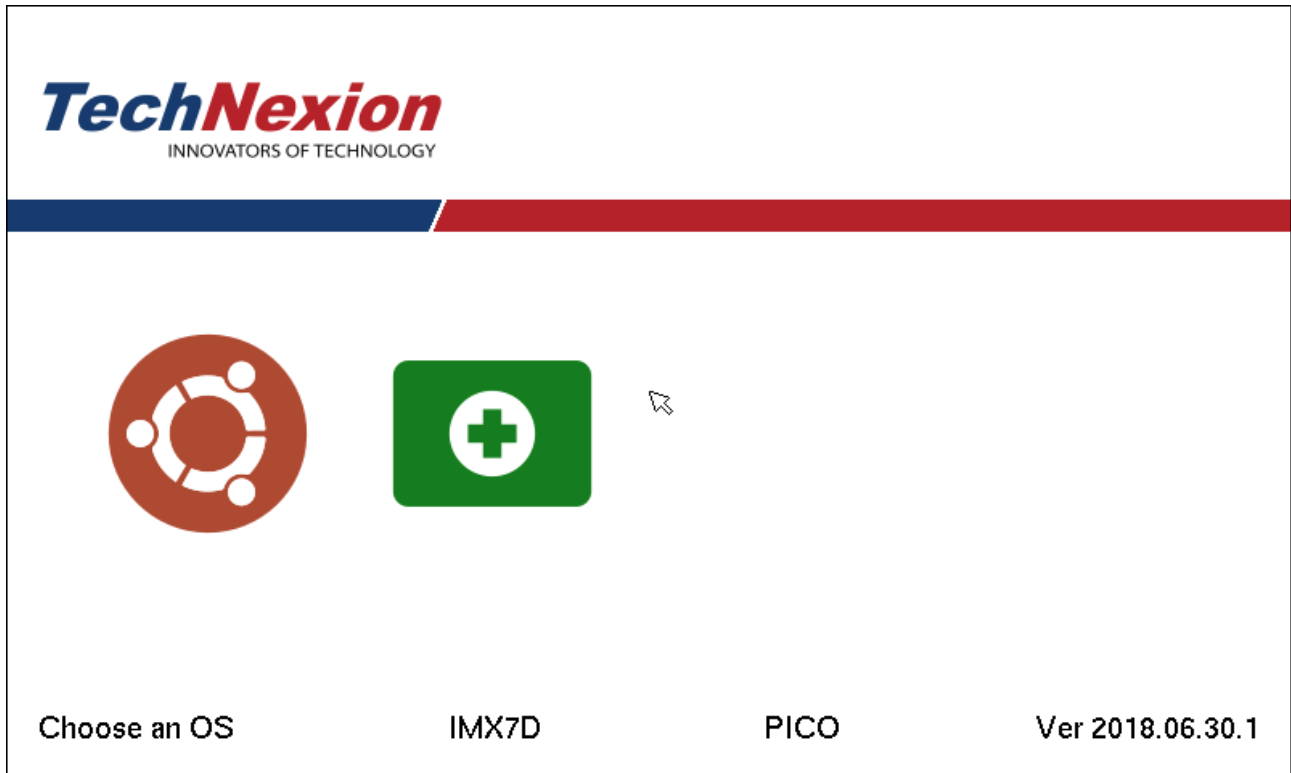 TechNexion
INNOVATORS OF TECHNOLOGY
Choose an OS IMX7D PICO Ver 2018.06.30.1